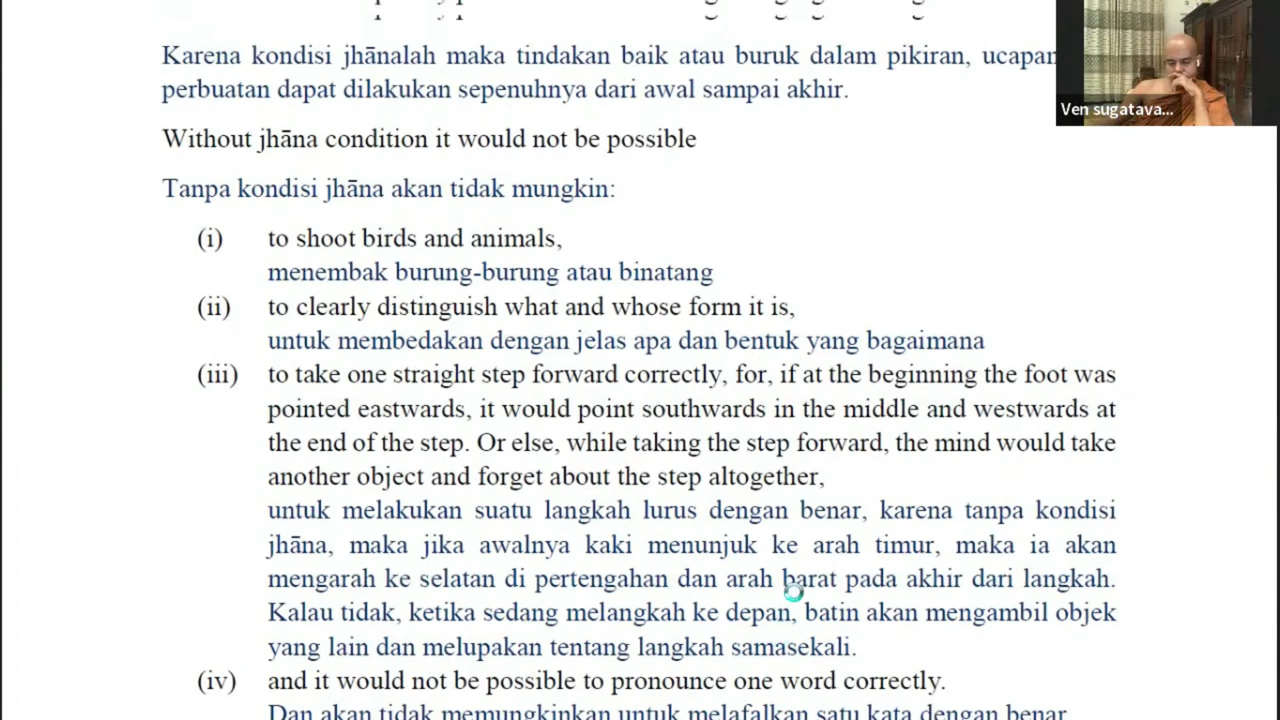 Karena kondisi jhānalah maka tindakan baik atau buruk dalam pikiran, ucapan
perbuatan dapat dilakukan sepenuhnya dari awal sampai akhir.
Ven sugatava...
Without jhāna condition it would not be possible
Tanpa kondisi jhāna akan tidak mungkin:
(i) to shoot birds and animals,
menembak burung-burung atau binatang
(ii) to clearly distinguish what and whose form it is,
untuk membedakan dengan jelas apa dan bentuk yang bagaimana
(iii) to take one straight step forward correctly, for, if at the beginning the foot was
pointed eastwards, it would point southwards in the middle and westwards at
the end of the step. Or else, while taking the step forward, the mind would take
another object and forget about the step altogether,
untuk melakukan suatu langkah lurus dengan benar, karena tanpa kondisi
jhāna, maka jika awalnya kaki menunjuk ke arah timur, maka ia akan
mengarah ke selatan di pertengahan dan arah barat pada akhir dari langkah.
Kalau tidak, ketika sedang melangkah ke depan, batin akan mengambil objek
yang lain dan melupakan tentang langkah samasekali.
(iv) and it would not be possible to pronounce one word correctly.
Dan akan tidak memungkinkan untuk melafalkan satu kata dengan benar